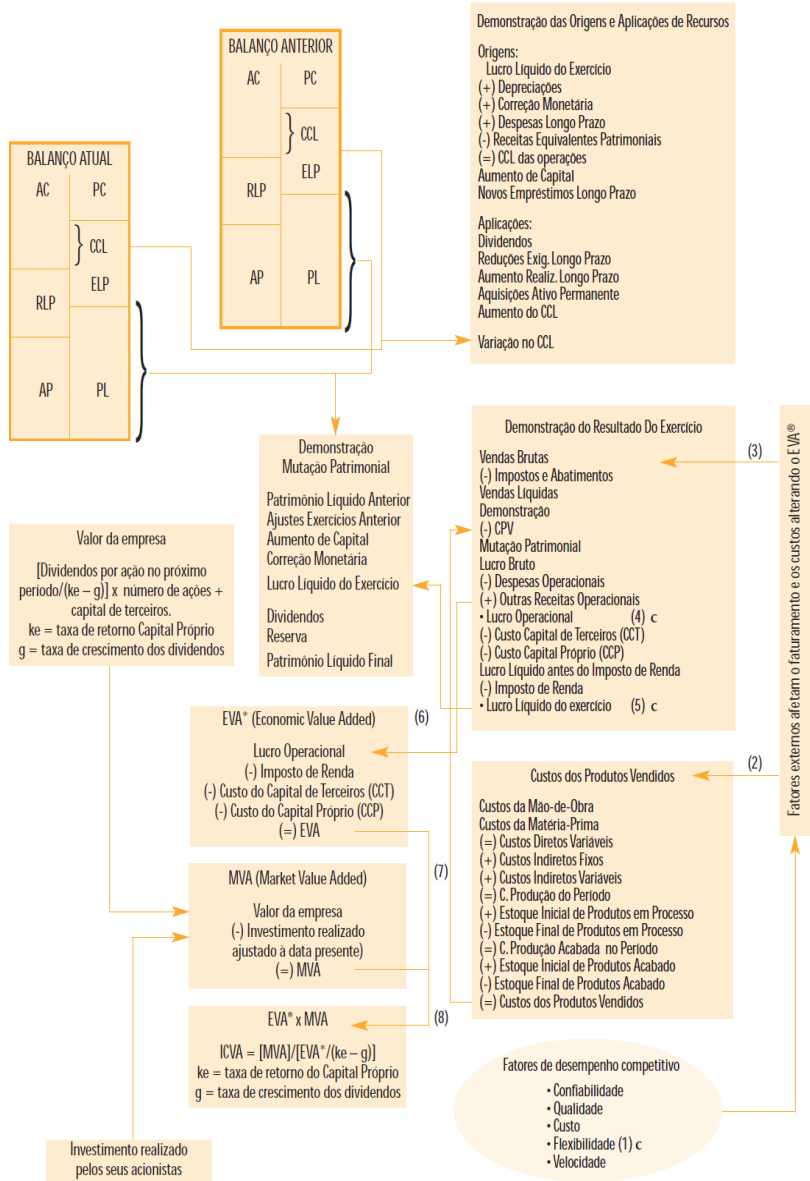 BALANÇO ANTERIOR
AC
PC
CCL
ELP
RLP
AP
PL
BALANÇO ATUAL
AC
PC
CCL
ELP
RLP
AP
PL
Demonstração das Origens e Aplicações de Recursos
Origens:
Lucro Líquido do Exercício
(+) Depreciações
(+) Correção Monetária
(+) Despesas Longo Prazo
(-) Receitas Equivalentes Patrimoniais
(=) CCL das operações
Aumento de Capital
Novos Empréstimos Longo Prazo
Aplicações:
Dividendos
Reduções Exig. Longo Prazo
Aumento Realiz. Longo Prazo
Aquisições Ativo Permanente
Aumento do CCL
Variação no CCL
Demonstração
Mutação Patrimonial
Patrimônio Líquido Anterior
Ajustes Exercícios Anterior
Aumento de Capital
Correção Monetária
Lucro Líquido do Exercício
Dividendos
Reserva
Patrimônio Líquido Final
Demonstração do Resultado Do Exercício
Vendas Brutas
(-) Impostos e Abatimentos
Vendas Líquidas
Demonstração
(-) CPV
Mutação Patrimonial
Lucro Bruto
(-) Despesas Operacionais
(+) Outras Receitas Operacionais
• Lucro Operacional (4) c
(-) Custo Capital de Terceiros (CCT)
(-) Custo Capital Próprio (CCP)
Lucro Líquido antes do Imposto de Renda
(-) Imposto de Renda
• Lucro Líquido do exercício (5) c
(3)
Fatores externos afetam o faturamento e os custos alterando o EVA®
(2)
Valor da empresa
[Dividendos por ação no próximo
período/(ke – g)] x número de ações +
capital de terceiros.
ke = taxa de retorno Capital Próprio
g = taxa de crescimento dos dividendos
EVA* (Economic Value Added)
(6)
Lucro Operacional
(-) Imposto de Renda
(-) Custo do Capital de Terceiros (CCT)
(-) Custo do Capital Próprio (CCP)
(=) EVA
(7)
MVA (Market Value Added)
Valor da empresa
(-) Investimento realizado
ajustado à data presente)
(=) MVA
(8)
EVA* x MVA
ICVA = [MVA]/[EVA*/(ke – g)]
ke = taxa de retorno do Capital Próprio
g = taxa de crescimento dos dividendos
Investimento realizado
pelos seus acionistas
Custos dos Produtos Vendidos
Custos da Mão-de-Obra
Custos da Matéria-Prima
(=) Custos Diretos Variáveis
(+) Custos Indiretos Fixos
(+) Custos Indiretos Variáveis
(=) C. Produção do Período
(+) Estoque Inicial de Produtos em Processo
(-) Estoque Final de Produtos em Processo
(=) C. Produção Acabada no Período
(+) Estoque Inicial de Produtos Acabado
(-) Estoque Final de Produtos Acabado
(=) Custos dos Produtos Vendidos
Fatores de desempenho competitivo
• Confiabilidade
• Qualidade
• Custo
• Flexibilidade (1) c
• Velocidade